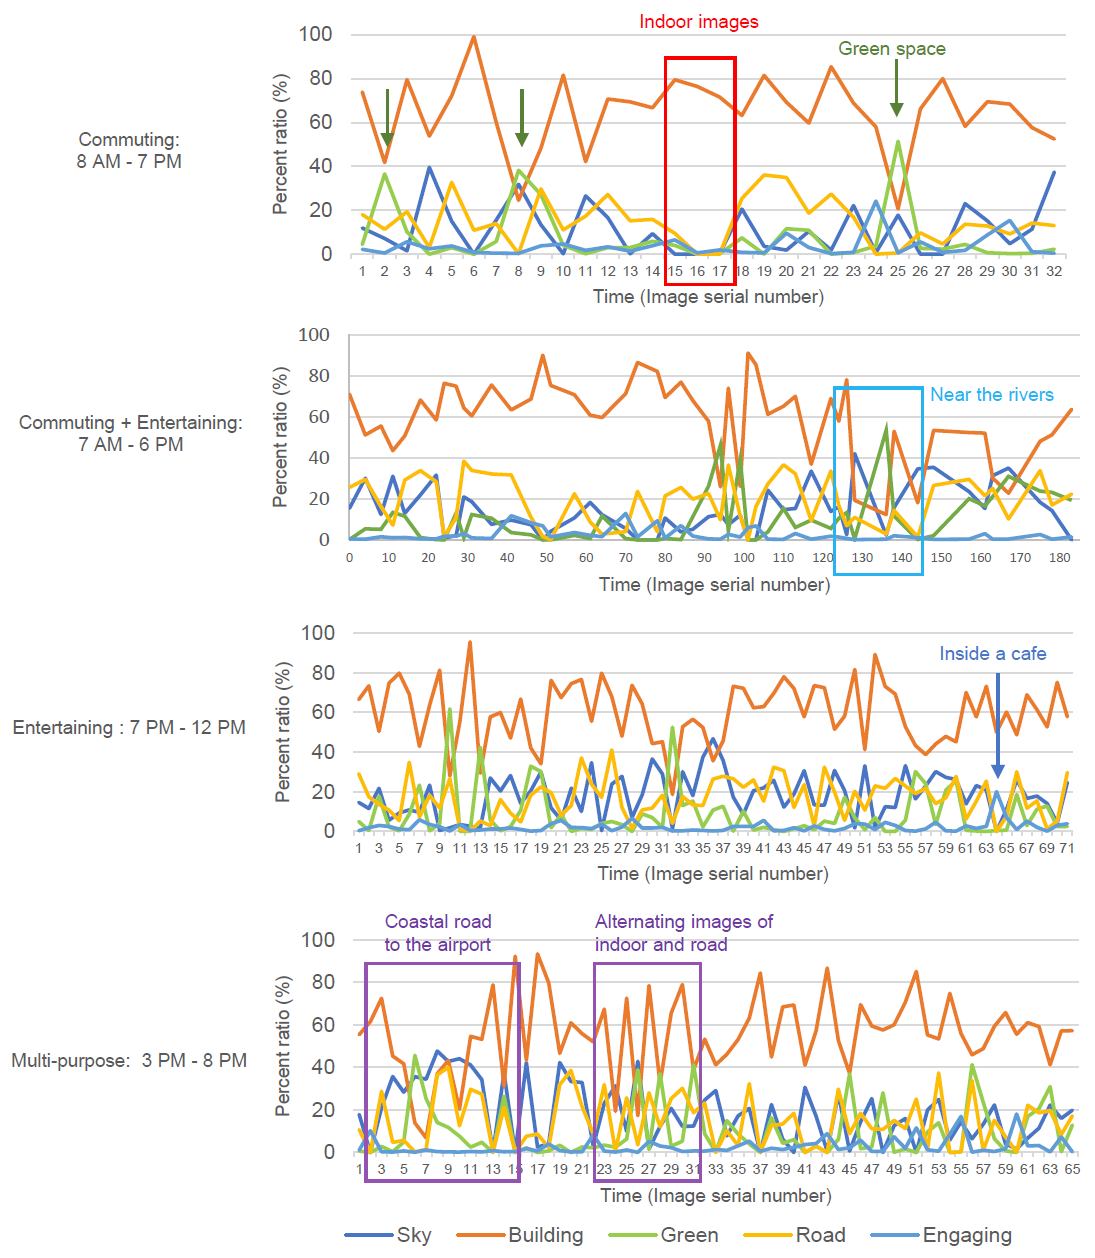 Indoor images
Green space
Commuting:
8 AM - 7 PM
Percent ratio (%)
100
80
60
40
20
0
1 2 3 4 5 6 7 8 9 10 11 12 13 14 15 16 17 18 19 20 21 22 23 24 25 26 27 28 29 30 31 32
Time (Image serial number)
Near the rivers
Commuting + Entertaining:
7 AM - 6 PM
Percent ratio (%)
100
80
60
40
20
0
0 10 20 30 40 50 60 70 80 90 100 110 120 130 140 150 160 170 180
Time (Image serial number)
Inside a cafe
Entertaining : 7 PM - 12 PM
Percent ratio (%)
100
80
60
40
20
0
1 3 5 7 9 11 13 15 17 19 21 23 25 27 29 31 33 35 37 39 41 43 45 47 49 51 53 55 57 59 61 63 65 67 69 71
Time (Image serial number)
Coastal road
to the airport
Alternating images of
indoor and road
Multi-purpose: 3 PM - 8 PM
Percent ratio (%)
100
80
60
40
20
0
1 3 5 7 9 11 13 15 17 19 21 23 25 27 29 31 33 35 37 39 41 43 45 47 49 51 53 55 57 59 61 63 65
Time (Image serial number)
Sky Building Green Road Engaging